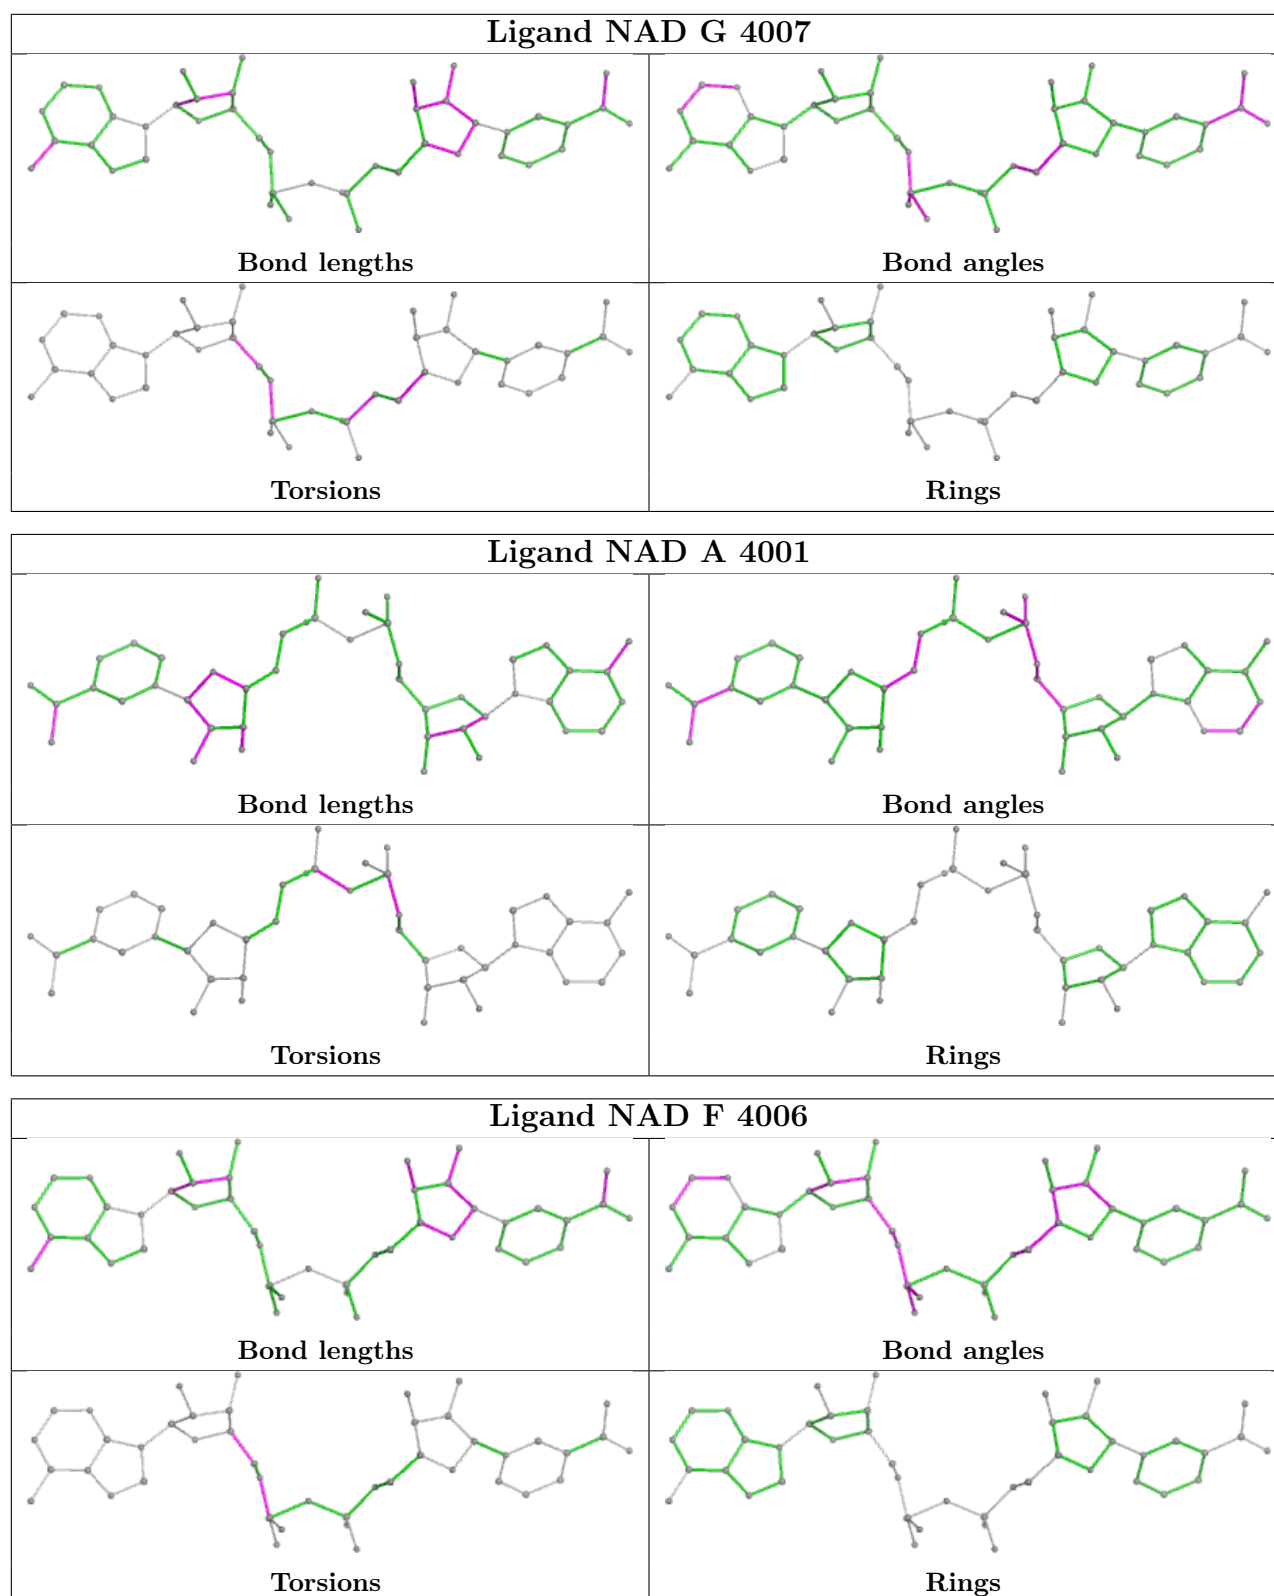 Ligand NAD G 4007
Bond lengths
Bond angles
Torsions
Rings
Ligand NAD A 4001
Bond lengths
Bond angles
Torsions
Rings
Ligand NAD F 4006
Bond lengths
Bond angles
Torsions
Rings